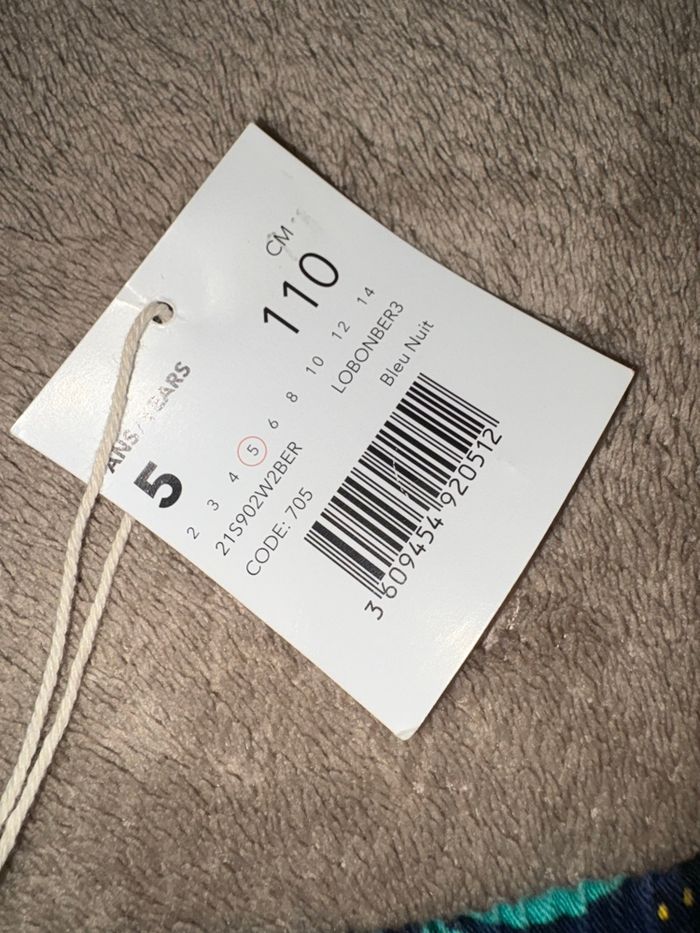 ANS / YEARS
CM
5
110
2 3 4 5 6 8 10 12 14
21S902W2BER
LOBONBER3
CODE: 705
Bleu Nuit
3 609454 920512